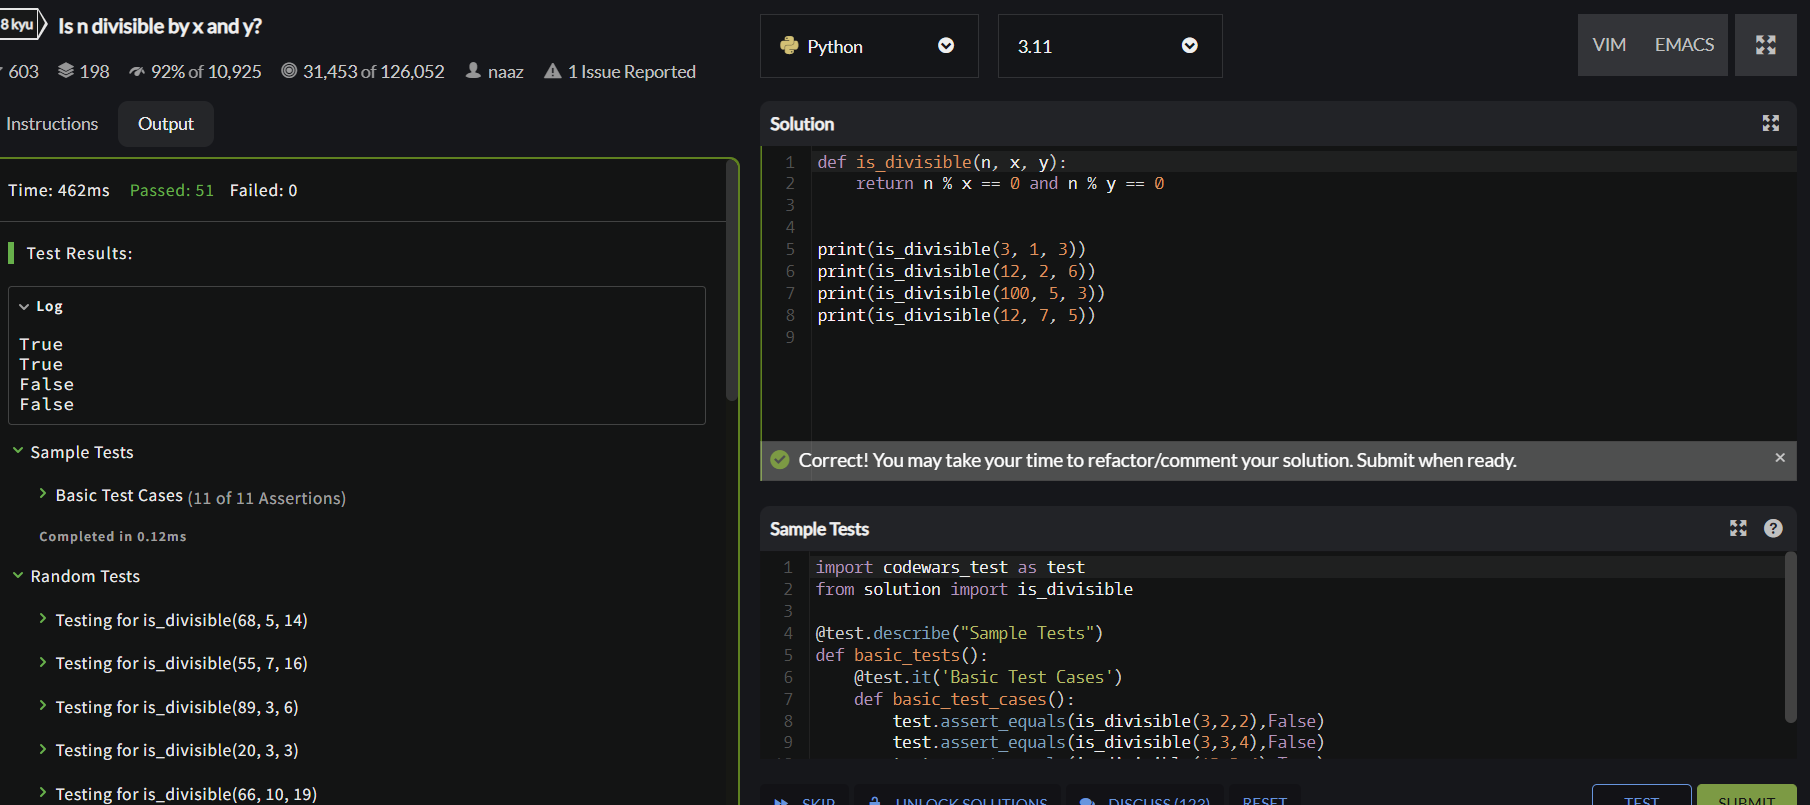 8 kyu Is n divisible by x and y?
603 198 92% of 10,925 31,453 of 126,052 naaz 1 Issue Reported
Instructions Output
Time: 462ms Passed: 51 Failed: 0
Test Results:
Log
True
True
False
False
Sample Tests
Basic Test Cases (11 of 11 Assertions)
Completed in 0.12ms
Random Tests
Testing for is_divisible(68, 5, 14)
Testing for is_divisible(55, 7, 16)
Testing for is_divisible(89, 3, 6)
Testing for is_divisible(20, 3, 3)
Testing for is_divisible(66, 10, 19)
Python 3.11 VIM EMACS
Solution
1 def is_divisible(n, x, y):
2 return n % x == 0 and n % y == 0
3
4
5 print(is_divisible(3, 1, 3))
6 print(is_divisible(12, 2, 6))
7 print(is_divisible(100, 5, 3))
8 print(is_divisible(12, 7, 5))
9
Correct! You may take your time to refactor/comment your solution. Submit when ready.
Sample Tests
1 import codewars_test as test
2 from solution import is_divisible
3
4 @test.describe("Sample Tests")
5 def basic_tests():
6 @test.it('Basic Test Cases')
7 def basic_test_cases():
8 test.assert_equals(is_divisible(3,2,2),False)
9 test.assert_equals(is_divisible(3,3,4),False)
SKIP UNLOCK SOLUTIONS DISCUSS (123) RESET TEST SUBMIT